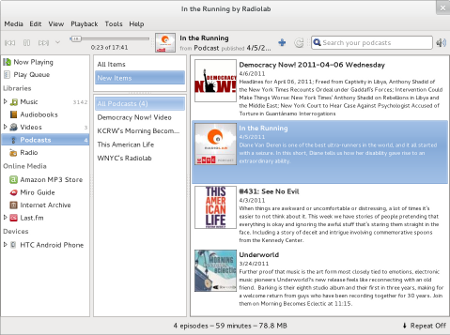 In the Running by Radiolab
Media Edit View Playback Tools Help
0:23 of 17:41
In the Running
from Podcast published 4/5/2...
Search your podcasts
Now Playing
Play Queue
Libraries
Music 3142
Audiobooks
Videos
Podcasts 4
Radio
Online Media
Amazon MP3 Store
Miro Guide
Internet Archive
Last.fm
Devices
HTC Android Phone
All Items
New Items
All Podcasts (4)
Democracy Now! Video
KCRW's Morning Becom...
This American Life
WNYC's Radiolab
DEMOCRACY
NOW!
Democracy Now! 2011-04-06 Wednesday
4/6/2011
Headlines for April 06, 2011; Freed from Captivity in Libya, Anthony Shadid of
the New York Times Recounts Ordeal under Gaddafi's Forces; Intervention Could
Make Things Worse: New York Times' Anthony Shadid on Rebelions in Libya and
the Middle East; New York Court to Hear Case Against Psychologist Accused of
Torture in Guantánamo Interrogations
In the Running
4/5/2011
Diane Van Deren is one of the best ultra-runners in the world, and it all started
with a seizure. In this short, Diane tells us how her disability gave rise to an
extraordinary ability.
THIS
AMER
ICAN
LIFE
#431: See No Evil
4/3/2011
When things are awkward or uncomfortable or distressing, a lot of times it's
easier to not think about it. This week we have stories of people pretending that
everything is okay and ignoring the awful stuff that's staring them straight in the
face. Including a story of deceit and intrigue involving commemorative spoons
from the Kennedy Center.
MORNING
eclectic
Underworld
3/24/2011
Further proof that music is the art form most closely tied to emotions, electronic
music pioneers Underworld's new release feels like reconnecting with an old
friend. Barking is their eighth studio album and their first in three years, making for
a welcome return from guys who have been recording together for 30 years. Join
them on Morning Becomes Eclectic at 11:15.
4 episodes – 59 minutes – 78.8 MB
Repeat Off